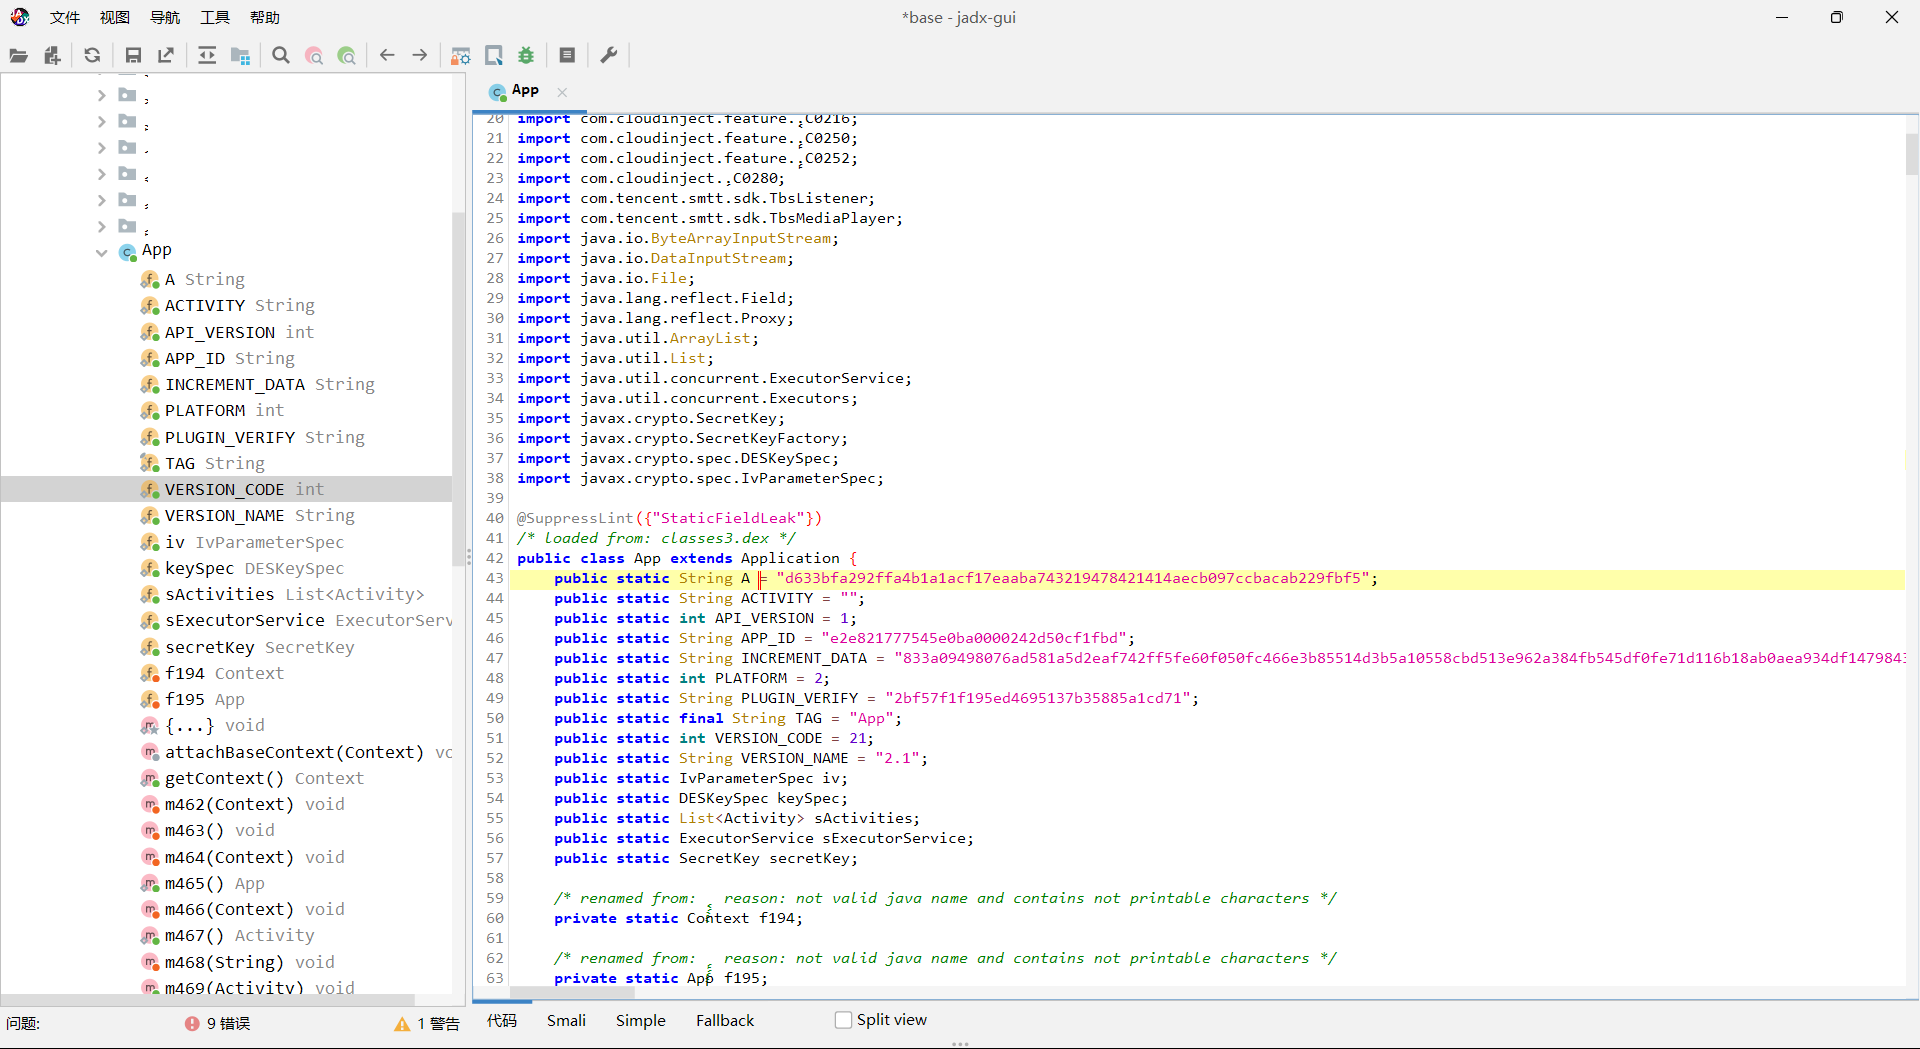 文件 视图 导航 工具 帮助
*base - jadx-gui
App
A String
ACTIVITY String
API_VERSION int
APP_ID String
INCREMENT_DATA String
PLATFORM int
PLUGIN_VERIFY String
TAG String
VERSION_CODE int
VERSION_NAME String
iv IvParameterSpec
keySpec DESKeySpec
sActivities List<Activity>
sExecutorService ExecutorServ
secretKey SecretKey
f194 Context
f195 App
{...} void
attachBaseContext(Context) vo
getContext() Context
m462(Context) void
m463() void
m464(Context) void
m465() App
m466(Context) void
m467() Activity
m468(String) void
m469(Activity) void
问题: 9 错误 1 警告
App
20 import com.cloudinject.feature.;C0216;
21 import com.cloudinject.feature.;C0250;
22 import com.cloudinject.feature.;C0252;
23 import com.cloudinject.,C0280;
24 import com.tencent.smtt.sdk.TbsListener;
25 import com.tencent.smtt.sdk.TbsMediaPlayer;
26 import java.io.ByteArrayInputStream;
27 import java.io.DataInputStream;
28 import java.io.File;
29 import java.lang.reflect.Field;
30 import java.lang.reflect.Proxy;
31 import java.util.ArrayList;
32 import java.util.List;
33 import java.util.concurrent.ExecutorService;
34 import java.util.concurrent.Executors;
35 import javax.crypto.SecretKey;
36 import javax.crypto.SecretKeyFactory;
37 import javax.crypto.spec.DESKeySpec;
38 import javax.crypto.spec.IvParameterSpec;
39
40 @SuppressLint({"StaticFieldLeak"})
41 /* loaded from: classes3.dex */
42 public class App extends Application {
43 public static String A = "d633bfa292ffa4b1a1acf17eaaba743219478421414aecb097ccbacab229fbf5";
44 public static String ACTIVITY = "";
45 public static int API_VERSION = 1;
46 public static String APP_ID = "e2e821777545e0ba0000242d50cf1fbd";
47 public static String INCREMENT_DATA = "833a09498076ad581a5d2eaf742ff5fe60f050fc466e3b85514d3b5a10558cbd513e962a384fb545df0fe71d116b18ab0aea934df147984
48 public static int PLATFORM = 2;
49 public static String PLUGIN_VERIFY = "2bf57f1f195ed4695137b35885a1cd71";
50 public static final String TAG = "App";
51 public static int VERSION_CODE = 21;
52 public static String VERSION_NAME = "2.1";
53 public static IvParameterSpec iv;
54 public static DESKeySpec keySpec;
55 public static List<Activity> sActivities;
56 public static ExecutorService sExecutorService;
57 public static SecretKey secretKey;
58
59 /* renamed from: , reason: not valid java name and contains not printable characters */
60 private static Context f194;
61
62 /* renamed from: , reason: not valid java name and contains not printable characters */
63 private static App f195;
代码 Smali Simple Fallback Split view